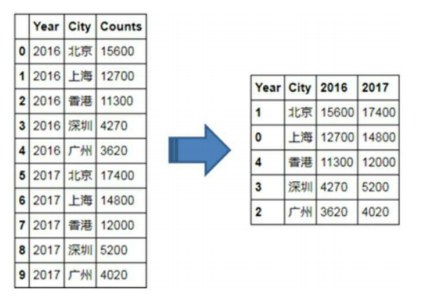 Year City Counts
0 2016 北京 15600
1 2016 上海 12700
2 2016 香港 11300
3 2016 深圳 4270
4 2016 广州 3620
5 2017 北京 17400
6 2017 上海 14800
7 2017 香港 12000
8 2017 深圳 5200
9 2017 广州 4020
Year City 2016 2017
1 北京 15600 17400
0 上海 12700 14800
4 香港 11300 12000
3 深圳 4270 5200
2 广州 3620 4020